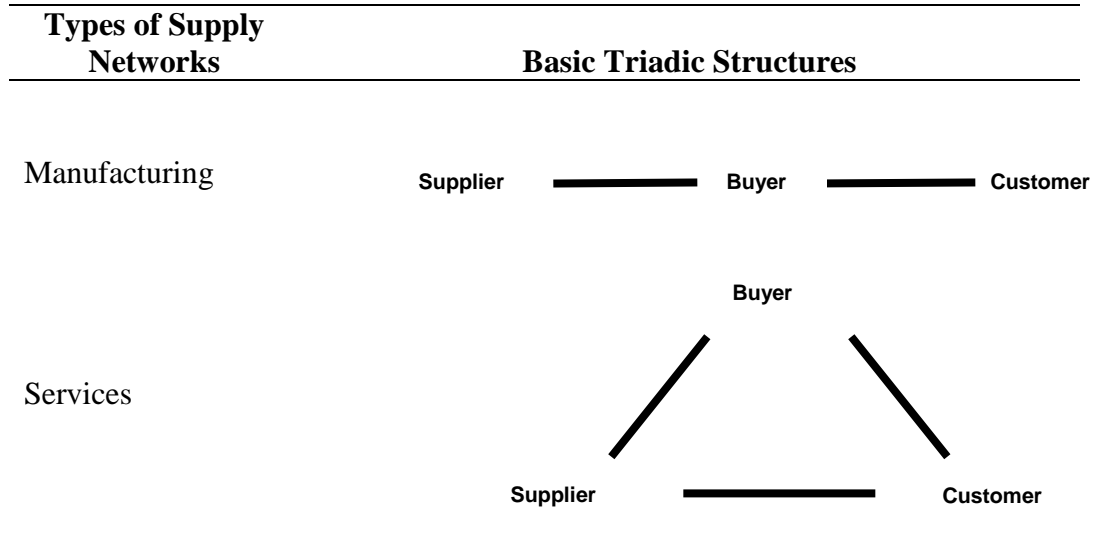 Types of Supply
Networks
Basic Triadic Structures
Manufacturing
Supplier
Buyer
Customer
Buyer
Services
Supplier
Customer